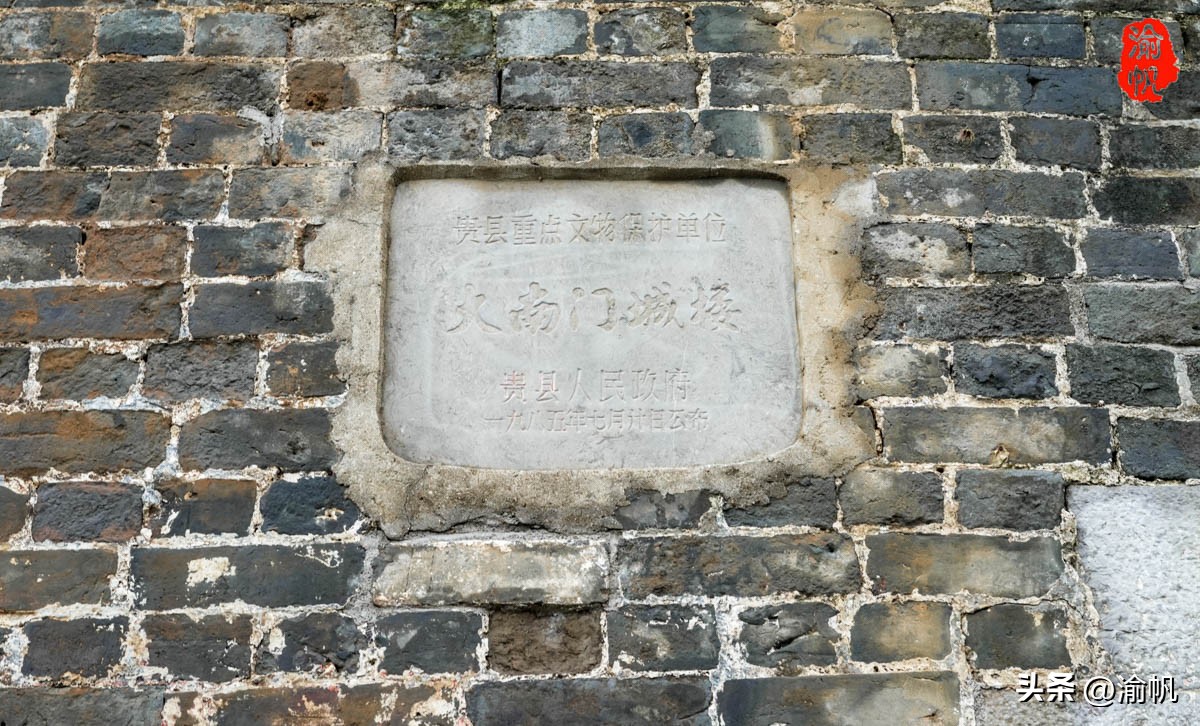 渝帆
贵县重点文物保护单位
大南门城楼
贵县人民政府
一九八五年七月廿日公布
头条 @渝帆